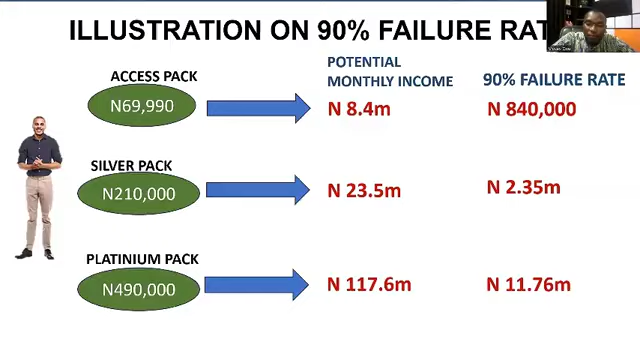 ILLUSTRATION ON 90% FAILURE RAT
POTENTIAL
MONTHLY INCOME
90% FAILURE RATE
ACCESS PACK
N69,990
N 8.4m
N 840,000
SILVER PACK
N210,000
N 23.5m
N 2.35m
PLATINIUM PACK
N490,000
N 117.6m
N 11.76m